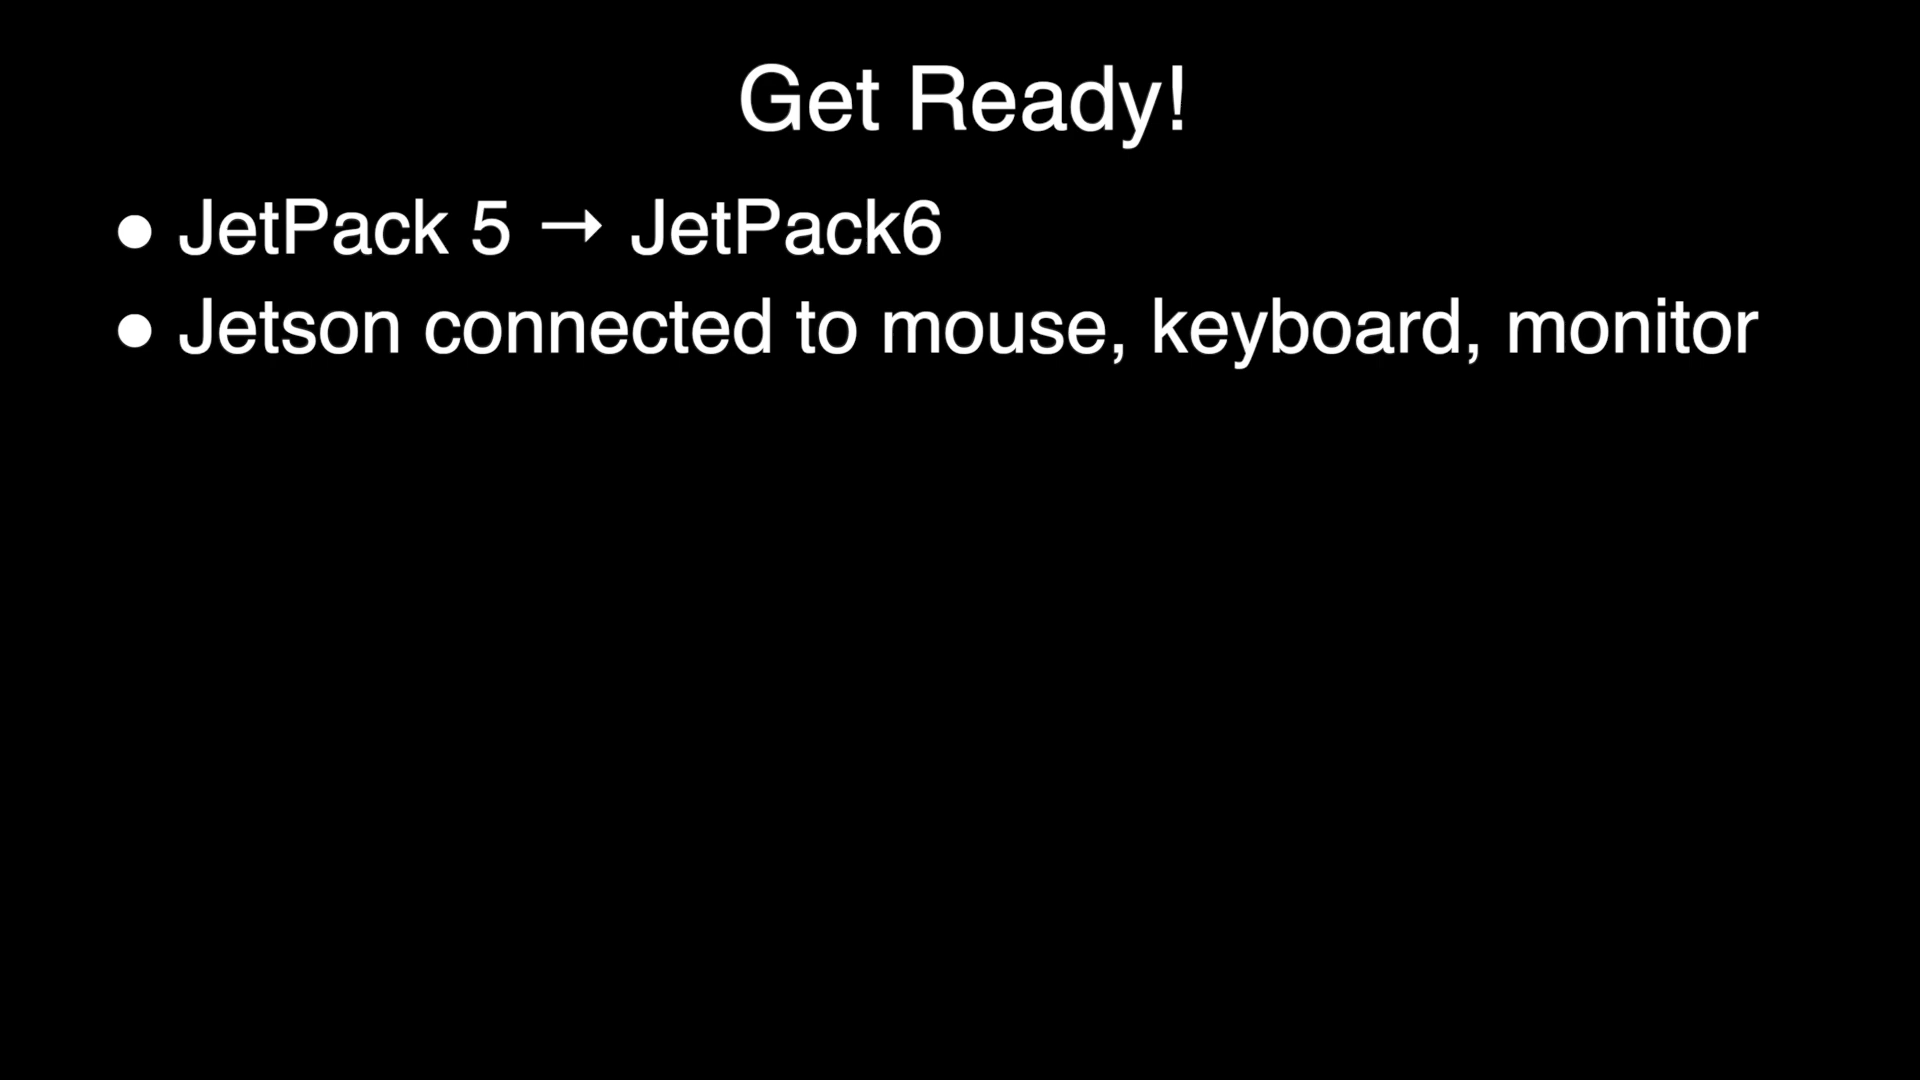 Get Ready!
● JetPack 5 → JetPack6
● Jetson connected to mouse, keyboard, monitor